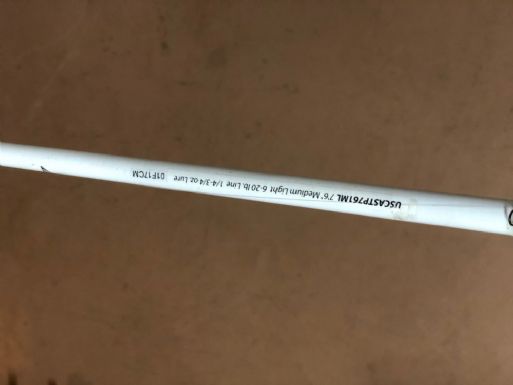 USCASTP761ML 7'6" Medium Light 6-20 lb. Line 1/4-3/4 oz. Lure 01F17CM